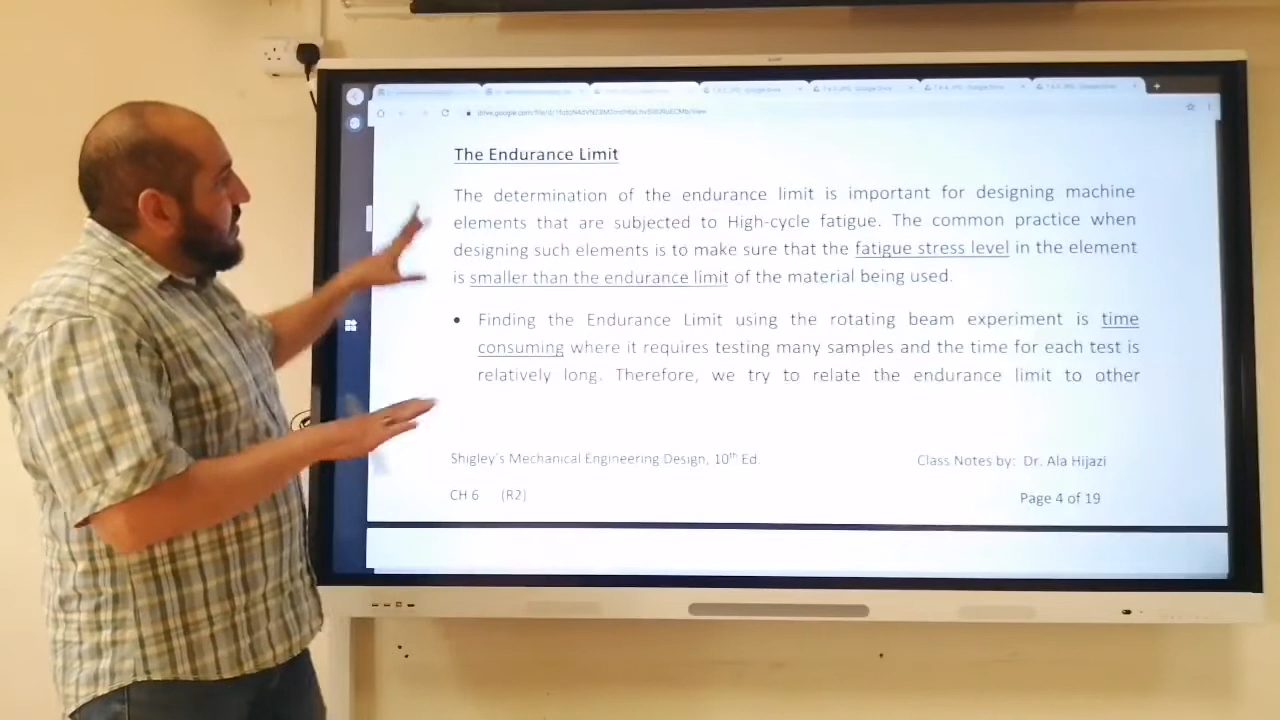 The Endurance Limit
The determination of the endurance limit is important for designing machine
elements that are subjected to High-cycle fatigue. The common practice when
designing such elements is to make sure that the fatigue stress level in the element
is smaller than the endurance limit of the material being used.
• Finding the Endurance Limit using the rotating beam experiment is time
consuming where it requires testing many samples and the time for each test is
relatively long. Therefore, we try to relate the endurance limit to other
Shigley's Mechanical Engineering Design, 10th Ed.
Class Notes by: Dr. Ala Hijazi
CH 6 (R2)
Page 4 of 19